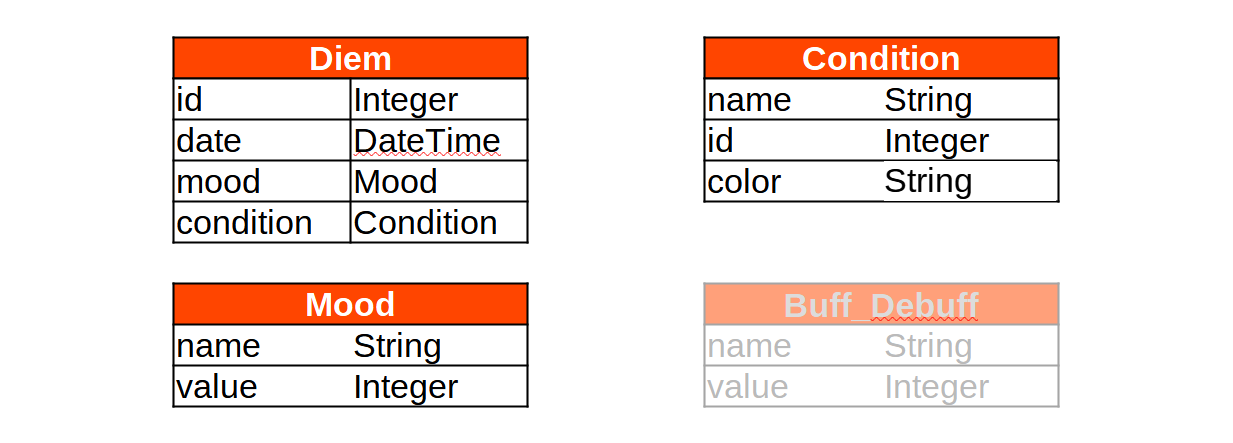 Diem
id Integer
date DateTime
mood Mood
condition Condition
Condition
name String
id Integer
color String
Mood
name String
value Integer
Buff_Debuff
name String
value Integer